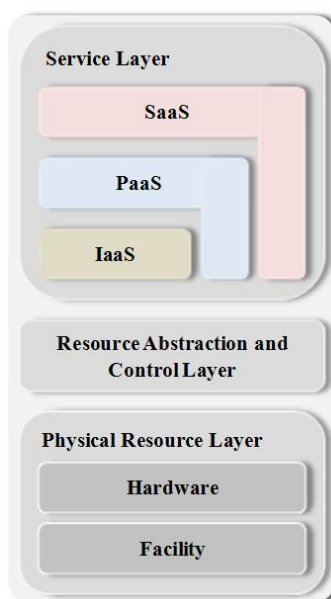 Service Layer
SaaS
PaaS
IaaS
Resource Abstraction and
Control Layer
Physical Resource Layer
Hardware
Facility